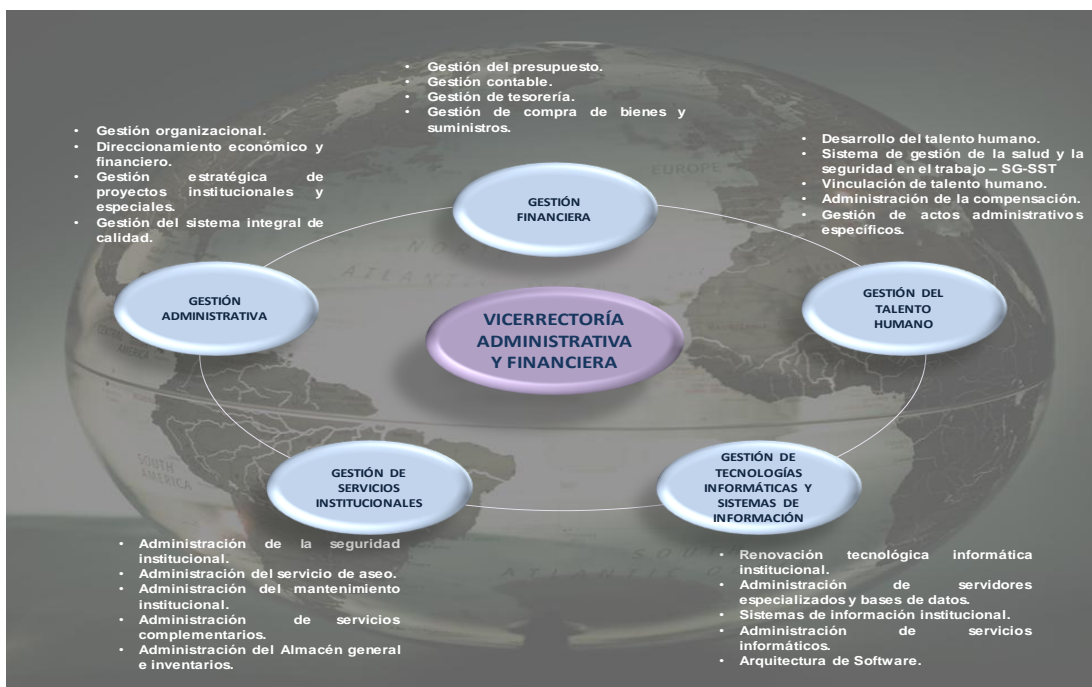 • Gestión del presupuesto.
• Gestión contable.
• Gestión de tesorería.
• Gestión de compra de bienes y
suministros.
• Gestión organizacional.
• Direccionamiento económico y
financiero.
• Gestión estratégica de
proyectos institucionales y
especiales.
• Gestión del sistema integral de
calidad.
• Desarrollo del talento humano.
• Sistema de gestión de la salud y la
seguridad en el trabajo – SG-SST
• Vinculación de talento humano.
• Administración de la compensación.
• Gestión de actos administrativos
específicos.
EUROPE
GESTIÓN
FINANCIERA
GESTIÓN
ADMINISTRATIVA
GESTIÓN DEL
TALENTO
HUMANO
VICERRECTORÍA
ADMINISTRATIVA
Y FINANCIERA
CENTRAL
AMERICA
SOUTH
AMERICA
GESTIÓN DE
SERVICIOS
INSTITUCIONALES
GESTIÓN DE
TECNOLOGÍAS
INFORMÁTICAS Y
SISTEMAS DE
INFORMACIÓN
• Administración de la seguridad
institucional.
• Administración del servicio de aseo.
• Administración del mantenimiento
institucional.
• Administración de servicios
complementarios.
• Administración del Almacén general
e inventarios.
• Renovación tecnológica informática
institucional.
• Administración de servidores
especializados y bases de datos.
• Sistemas de información institucional.
• Administración de servicios
informáticos.
• Arquitectura de Software.